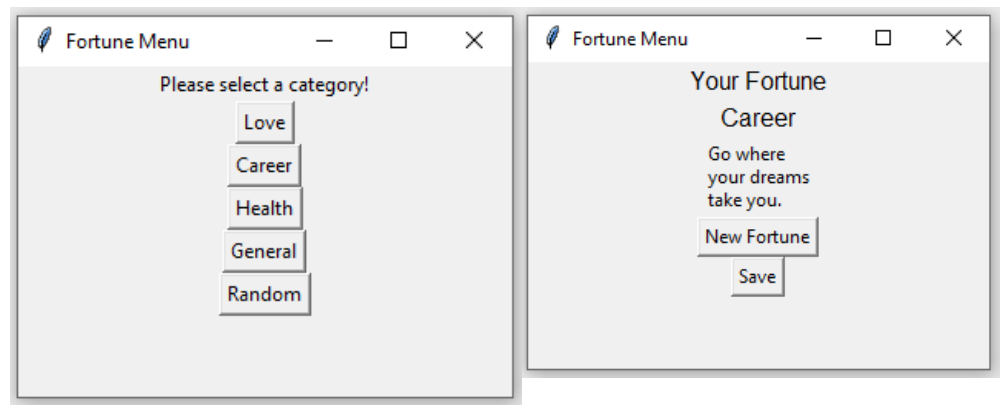 Fortune Menu
Please select a category!
Love
Career
Health
General
Random
Fortune Menu
Your Fortune
Career
Go where
your dreams
take you.
New Fortune
Save